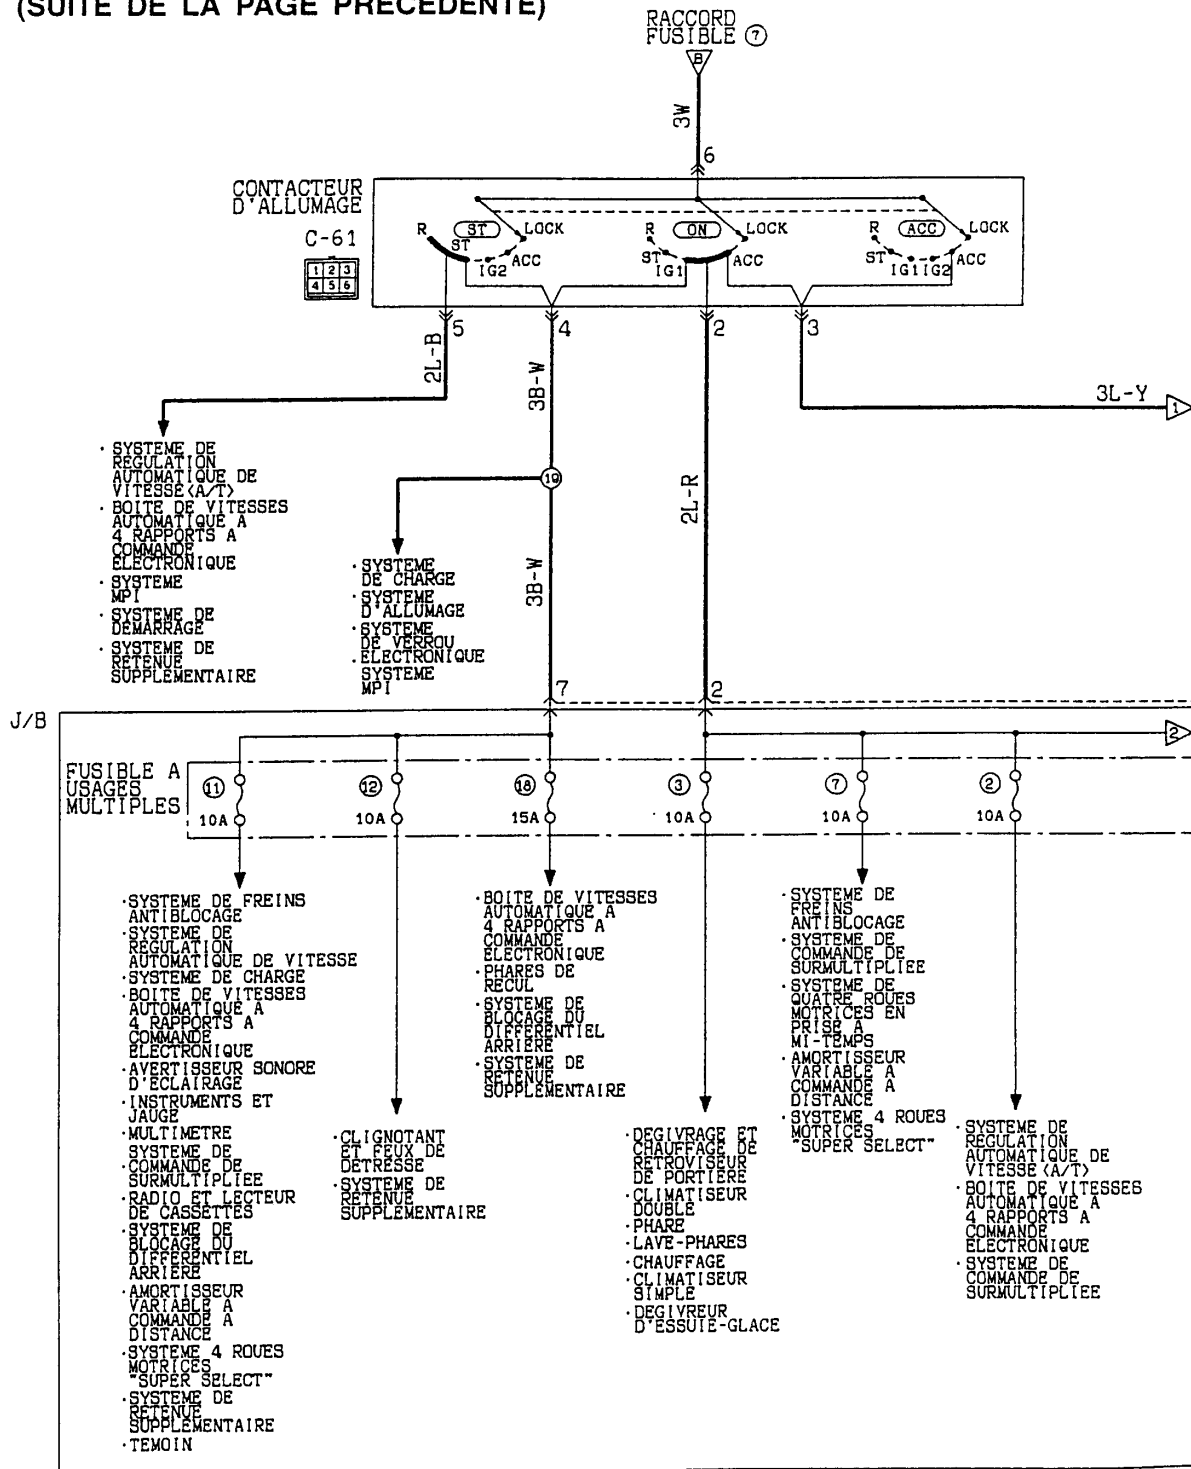 (SUITE DE LA PAGE PRECEDENTE)
RACCORD
FUSIBLE ⑦
B
3W
6
CONTACTEUR
D'ALLUMAGE
C-61
1 2 3
4 5 6
R ST LOCK
ST IG2 ACC
R ON LOCK
ST IG1 ACC
R ACC LOCK
ST IG1 IG2 ACC
5 4 2 3
2L-B
3B-W
2L-R
3L-Y
1
19
3B-W
· SYSTEME DE
REGULATION
AUTOMATIQUE DE
VITESSE<A/T>
· BOITE DE VITESSES
AUTOMATIQUE A
4 RAPPORTS A
COMMANDE
ELECTRONIQUE
· SYSTEME
MPI
· SYSTEME DE
DEMARRAGE
· SYSTEME DE
RETENUE
SUPPLEMENTAIRE
· SYSTEME
DE CHARGE
· SYSTEME
D'ALLUMAGE
· SYSTEME
DE VERROU
· ELECTRONIQUE
SYSTEME
MPI
7 2
J/B
2
FUSIBLE A
USAGES
MULTIPLES
⑪ 10A
⑫ 10A
⑱ 15A
③ 10A
⑦ 10A
② 10A
· SYSTEME DE FREINS
ANTIBLOCAGE
· SYSTEME DE
REGULATION
AUTOMATIQUE DE VITESSE
· SYSTEME DE CHARGE
· BOITE DE VITESSES
AUTOMATIQUE A
4 RAPPORTS A
COMMANDE
ELECTRONIQUE
· AVERTISSEUR SONORE
D'ECLAIRAGE
· INSTRUMENTS ET
JAUGE
· MULTIMETRE
SYSTEME DE
· COMMANDE DE
SURMULTIPLIEE
· RADIO ET LECTEUR
DE CASSETTES
· SYSTEME DE
BLOCAGE DU
DIFFERENTIEL
ARRIERE
· AMORTISSEUR
VARIABLE A
COMMANDE A
DISTANCE
· SYSTEME 4 ROUES
MOTRICES
"SUPER SELECT"
· SYSTEME DE
RETENUE
SUPPLEMENTAIRE
· TEMOIN
· CLIGNOTANT
ET FEUX DE
DETRESSE
· SYSTEME DE
RETENUE
SUPPLEMENTAIRE
· BOITE DE VITESSES
AUTOMATIQUE A
4 RAPPORTS A
COMMANDE
ELECTRONIQUE
· PHARES DE
RECUL
· SYSTEME DE
BLOCAGE DU
DIFFERENTIEL
ARRIERE
· SYSTEME DE
RETENUE
SUPPLEMENTAIRE
· DEGIVRAGE ET
CHAUFFAGE DE
RETROVISEUR
DE PORTIERE
· CLIMATISEUR
DOUBLE
· PHARE
· LAVE-PHARES
· CHAUFFAGE
· CLIMATISEUR
SIMPLE
· DEGIVREUR
D'ESSUIE-GLACE
· SYSTEME DE
FREINS
ANTIBLOCAGE
· SYSTEME DE
COMMANDE DE
SURMULTIPLIEE
· SYSTEME DE
QUATRE ROUES
MOTRICES EN
PRISE A
MI-TEMPS
· AMORTISSEUR
VARIABLE A
COMMANDE A
DISTANCE
· SYSTEME 4 ROUES
MOTRICES
"SUPER SELECT"
· SYSTEME DE
REGULATION
AUTOMATIQUE DE
VITESSE<A/T>
· BOITE DE VITESSES
AUTOMATIQUE A
4 RAPPORTS A
COMMANDE
ELECTRONIQUE
· SYSTEME DE
COMMANDE DE
SURMULTIPLIEE